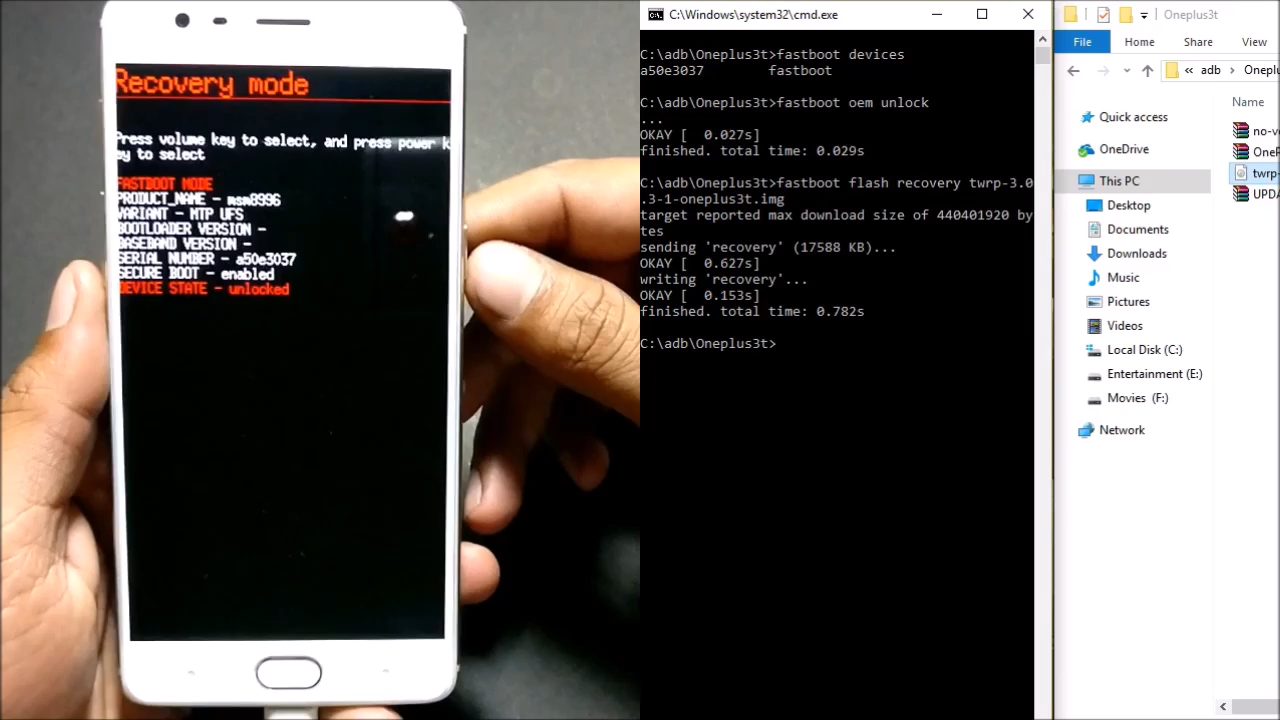 Recovery mode
Press volume key to select, and press power k
ey to select
FASTBOOT MODE
PRODUCT_NAME - msm8996
VARIANT - MTP UFS
BOOTLOADER VERSION -
BASEBAND VERSION -
SERIAL NUMBER - a50e3037
SECURE BOOT - enabled
DEVICE STATE - unlocked
C:\Windows\system32\cmd.exe
C:\adb\Oneplus3t>fastboot devices
a50e3037 fastboot
C:\adb\Oneplus3t>fastboot oem unlock
...
OKAY [ 0.027s]
finished. total time: 0.029s
C:\adb\Oneplus3t>fastboot flash recovery twrp-3.0
.3-1-oneplus3t.img
target reported max download size of 440401920 by
tes
sending 'recovery' (17588 KB)...
OKAY [ 0.627s]
writing 'recovery'...
OKAY [ 0.153s]
finished. total time: 0.782s
C:\adb\Oneplus3t>
Oneplus3t
File Home Share View
« adb > Oneplu
Name
Quick access
OneDrive
This PC
Desktop
Documents
Downloads
Music
Pictures
Videos
Local Disk (C:)
Entertainment (E:)
Movies (F:)
Network
no-v
OneP
twrp-
UPDA